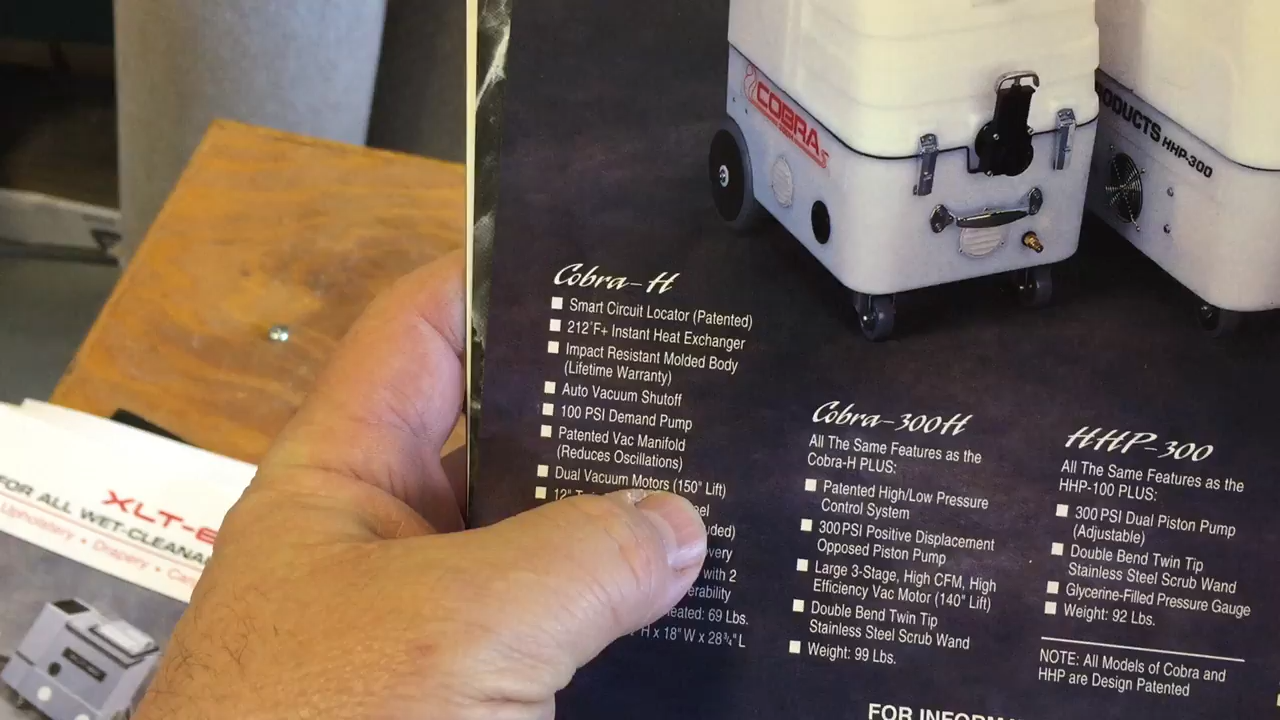 COBRA
PRODUCTS HHP-300
Cobra-H
Smart Circuit Locator (Patented)
212°F+ Instant Heat Exchanger
Impact Resistant Molded Body
(Lifetime Warranty)
Auto Vacuum Shutoff
100 PSI Demand Pump
Patented Vac Manifold
(Reduces Oscillations)
Dual Vacuum Motors (150" Lift)
12"
with 2
69 Lbs.
H x 18" W x 28¾" L
Cobra-300H
All The Same Features as the
Cobra-H PLUS:
Patented High/Low Pressure
Control System
300 PSI Positive Displacement
Opposed Piston Pump
Large 3-Stage, High CFM, High
Efficiency Vac Motor (140" Lift)
Double Bend Twin Tip
Stainless Steel Scrub Wand
Weight: 99 Lbs.
HHP-300
All The Same Features as the
HHP-100 PLUS:
300 PSI Dual Piston Pump
(Adjustable)
Double Bend Twin Tip
Stainless Steel Scrub Wand
Glycerine-Filled Pressure Gauge
Weight: 92 Lbs.
NOTE: All Models of Cobra and
HHP are Design Patented
FOR
XLT-
FOR ALL WET-CLEANA
Upholstery • Drapery •